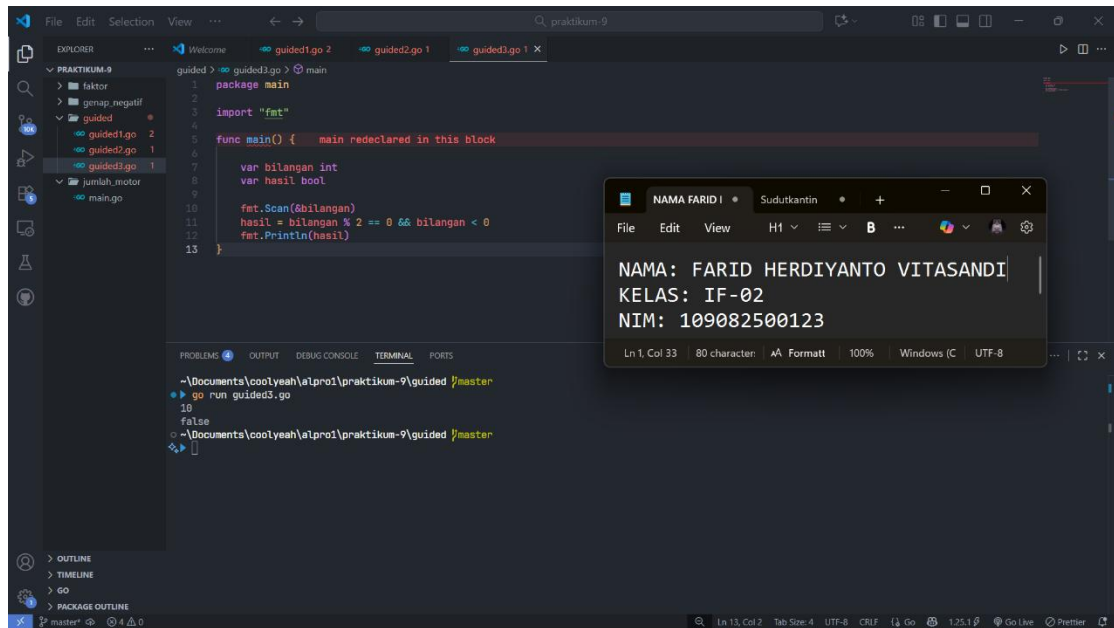 File Edit Selection View ··· praktikum-9
EXPLORER ···
PRAKTIKUM-9
faktor
genap_negatif
guided
guided1.go 2
guided2.go 1
guided3.go 1
jumlah_motor
main.go
OUTLINE
TIMELINE
GO
PACKAGE OUTLINE
10K
Welcome guided1.go 2 guided2.go 1 guided3.go 1
guided > guided3.go > main
1 package main
2
3 import "fmt"
4
5 func main() { main redeclared in this block
6
7 var bilangan int
8 var hasil bool
9
10 fmt.Scan(&bilangan)
11 hasil = bilangan % 2 == 0 && bilangan < 0
12 fmt.Println(hasil)
13 }
NAMA FARID Sudutkantin +
File Edit View H1 B ···
NAMA: FARID HERDIYANTO VITASANDI
KELAS: IF-02
NIM: 109082500123
Ln 1, Col 33 80 character: Formatt 100% Windows (C UTF-8
PROBLEMS 4 OUTPUT DEBUG CONSOLE TERMINAL PORTS
~\Documents\coolyeah\alpro1\praktikum-9\guided master
go run guided3.go
10
false
~\Documents\coolyeah\alpro1\praktikum-9\guided master
master* 4 0 Ln 13, Col 2 Tab Size: 4 UTF-8 CRLF Go 1.25.1 Go Live Prettier